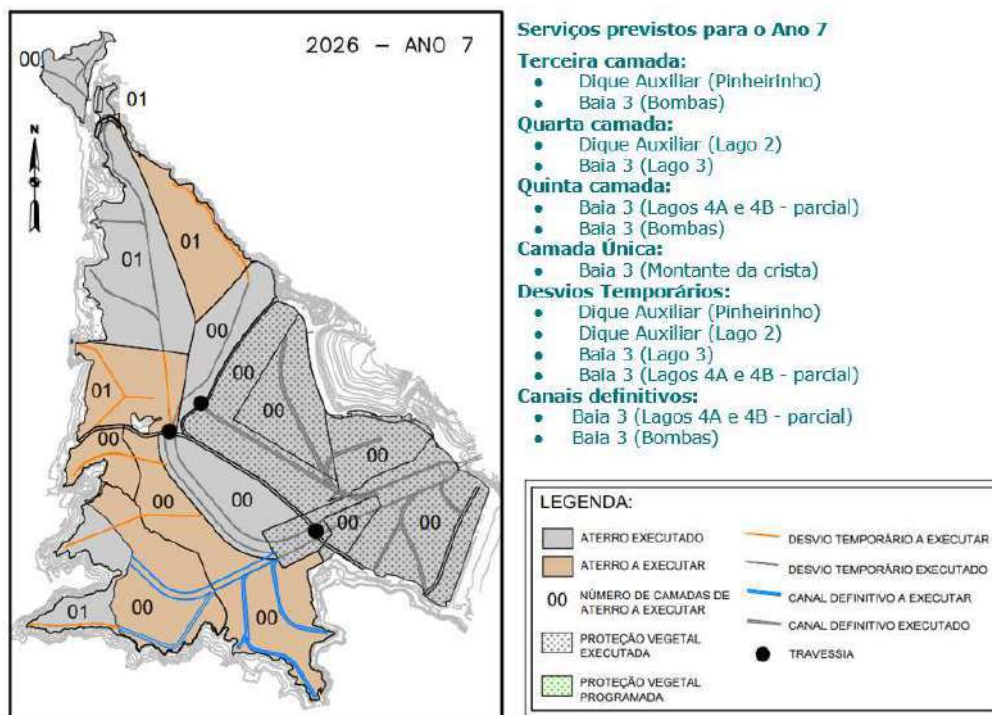 2026 - ANO 7
00
01
N
01
01
00
00
00
01
00
00
00
00
00
00
01
00
00
Serviços previstos para o Ano 7
Terceira camada:
• Dique Auxiliar (Pinheirinho)
• Baia 3 (Bombas)
Quarta camada:
• Dique Auxiliar (Lago 2)
• Baia 3 (Lago 3)
Quinta camada:
• Baia 3 (Lagos 4A e 4B - parcial)
• Baia 3 (Bombas)
Camada Única:
• Baia 3 (Montante da crista)
Desvios Temporários:
• Dique Auxiliar (Pinheirinho)
• Dique Auxiliar (Lago 2)
• Baia 3 (Lago 3)
• Baia 3 (Lagos 4A e 4B - parcial)
Canais definitivos:
• Baia 3 (Lagos 4A e 4B - parcial)
• Baia 3 (Bombas)
LEGENDA:
ATERRO EXECUTADO
ATERRO A EXECUTAR
00 NÚMERO DE CAMADAS DE
ATERRO A EXECUTAR
PROTEÇÃO VEGETAL
EXECUTADA
PROTEÇÃO VEGETAL
PROGRAMADA
DESVIO TEMPORÁRIO A EXECUTAR
DESVIO TEMPORÁRIO EXECUTADO
CANAL DEFINITIVO A EXECUTAR
CANAL DEFINITIVO EXECUTADO
TRAVESSIA